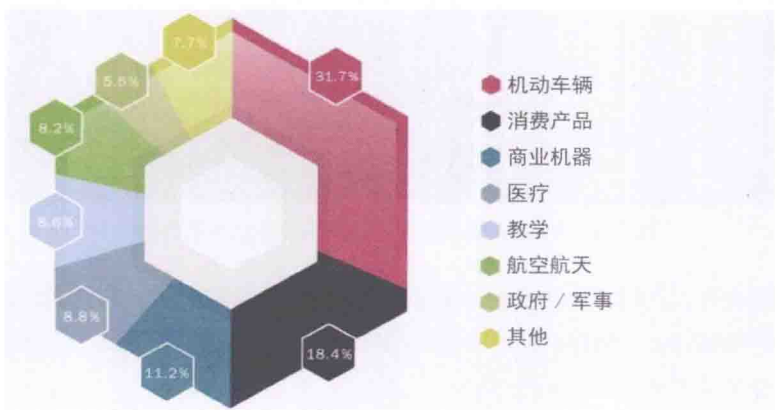 7.7%
31.7%
8.2%
8.6%
8.8%
11.2%
18.4%
机动车辆
消费产品
商业机器
医疗
教学
航空航天
政府 / 军事
其他